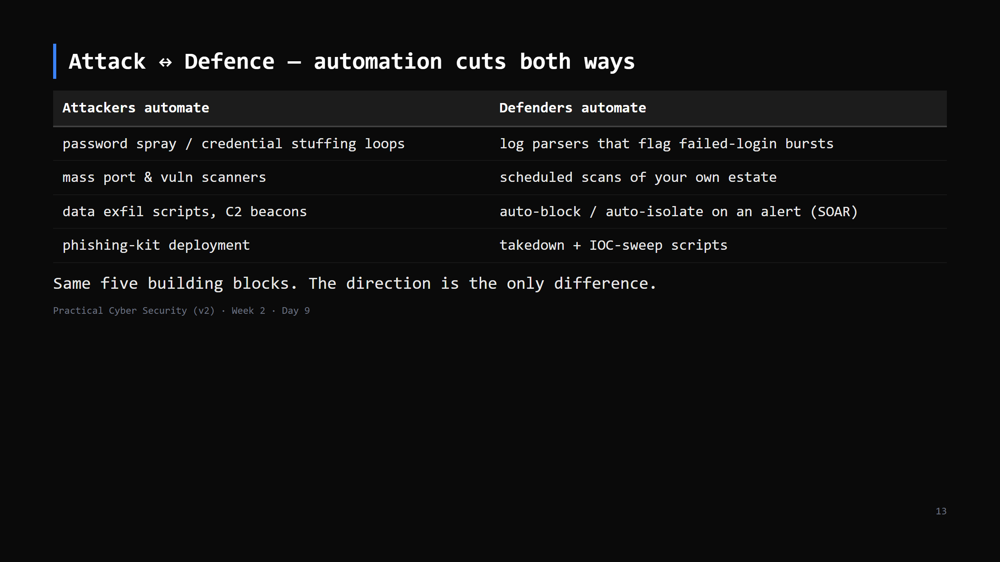 Attack ↔ Defence — automation cuts both ways
Attackers automate Defenders automate
password spray / credential stuffing loops log parsers that flag failed-login bursts
mass port & vuln scanners scheduled scans of your own estate
data exfil scripts, C2 beacons auto-block / auto-isolate on an alert (SOAR)
phishing-kit deployment takedown + IOC-sweep scripts
Same five building blocks. The direction is the only difference.
Practical Cyber Security (v2) · Week 2 · Day 9
13